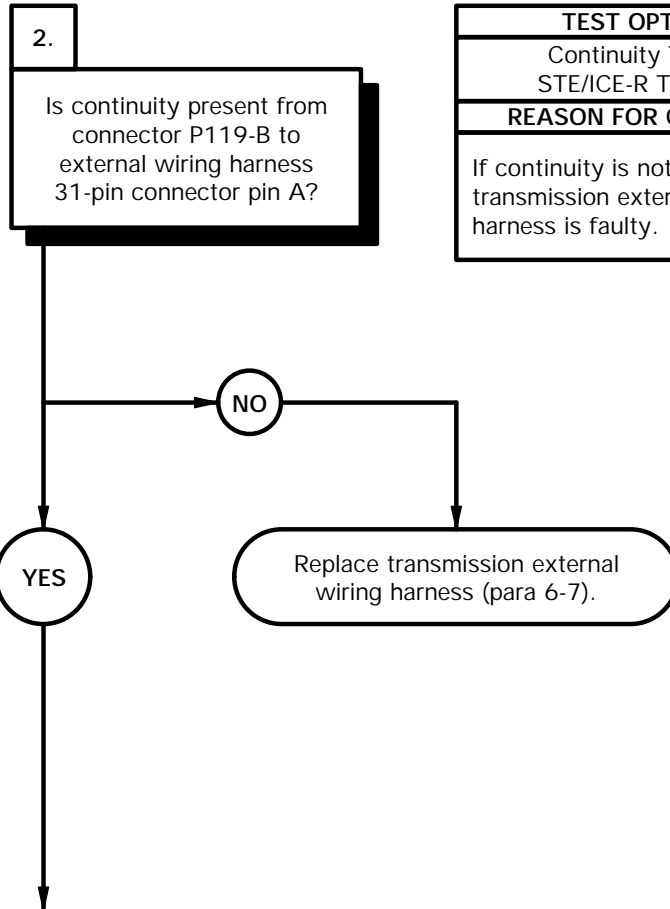 2.
Is continuity present from
connector P119-B to
external wiring harness
31-pin connector pin A?
TEST OPT
Continuity
STE/ICE-R T
REASON FOR
If continuity is not
transmission exter
harness is faulty.
NO
YES
Replace transmission external
wiring harness (para 6-7).